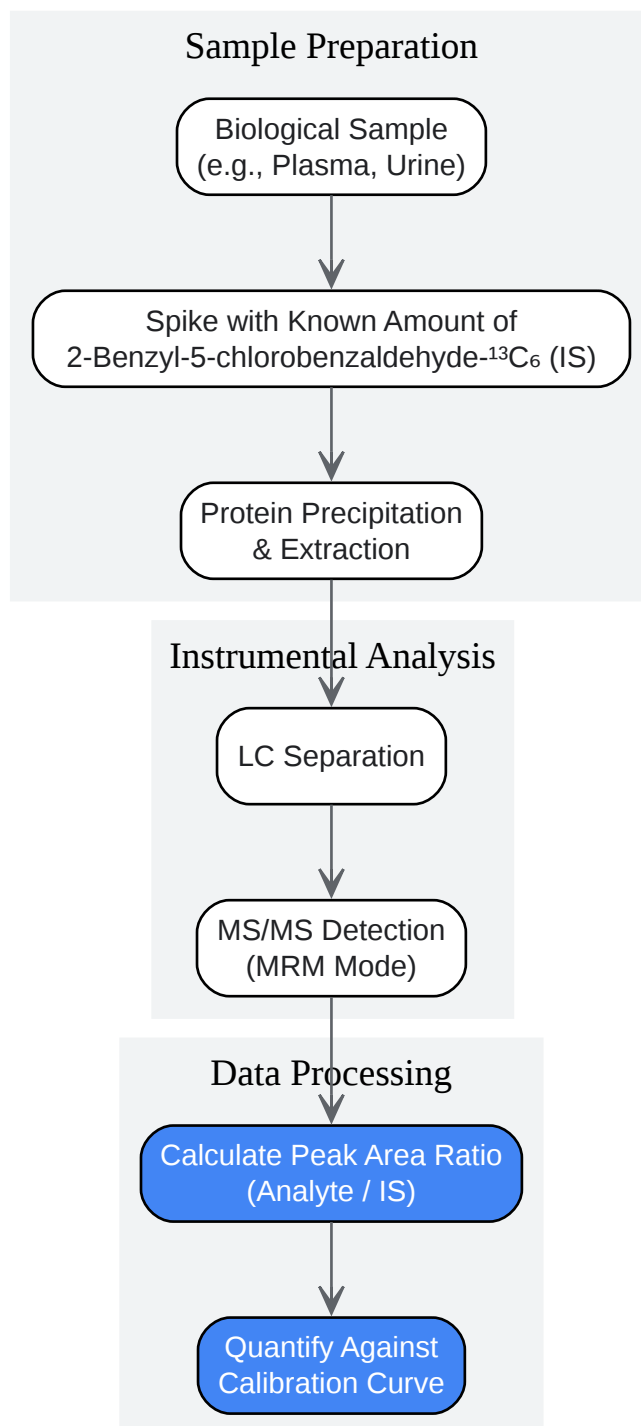 Sample Preparation
Biological Sample
(e.g., Plasma, Urine)
Spike with Known Amount of
2-Benzyl-5-chlorobenzaldehyde-¹³C₆ (IS)
Protein Precipitation
& Extraction
Instrumental Analysis
LC Separation
MS/MS Detection
(MRM Mode)
Data Processing
Calculate Peak Area Ratio
(Analyte / IS)
Quantify Against
Calibration Curve